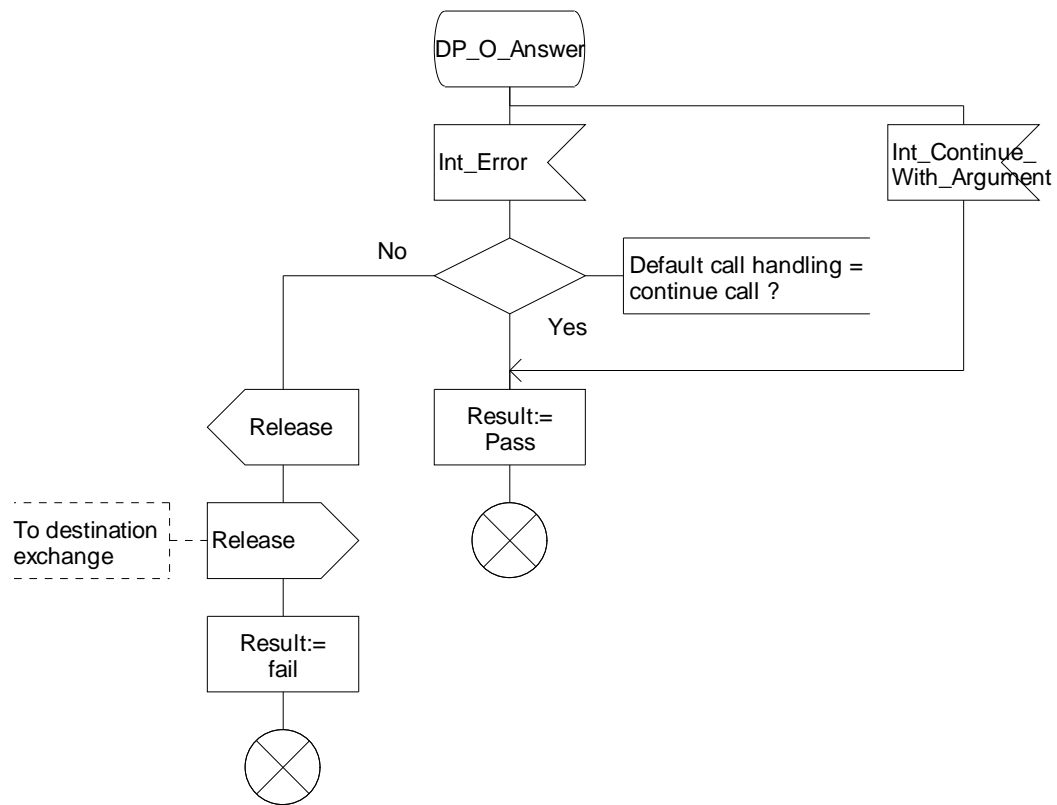 DP_O_Answer
Int_Error
Int_Continue_
With_Argument
No
Default call handling =
continue call ?
Yes
Release
Result:=
Pass
To destination
exchange
Release
Result:=
fail